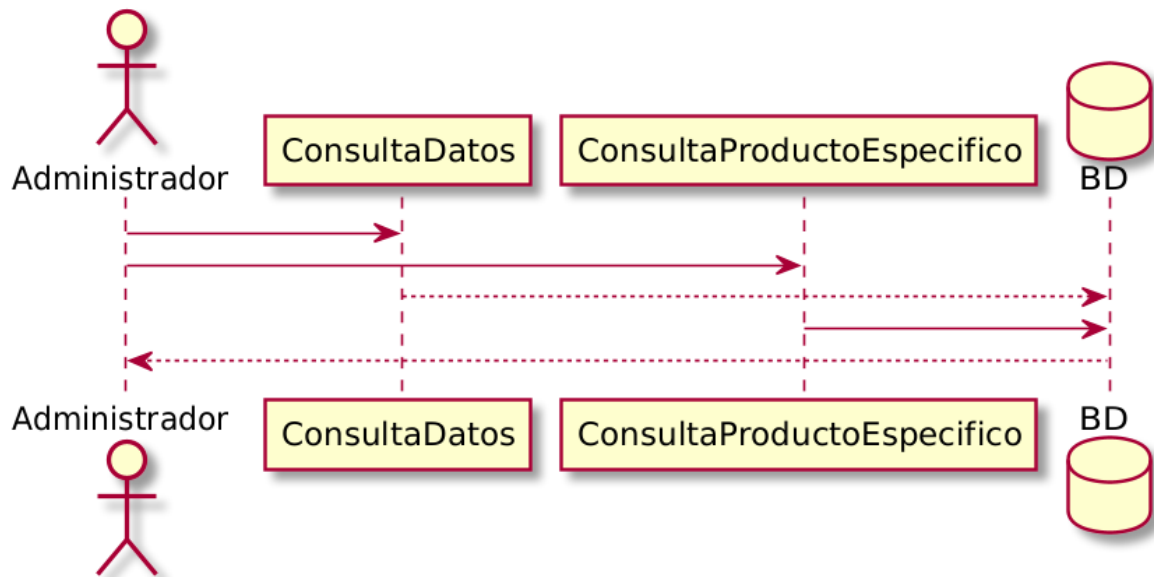 Administrador
ConsultaDatos
ConsultaProductoEspecifico
BD
Administrador
ConsultaDatos
ConsultaProductoEspecifico
BD